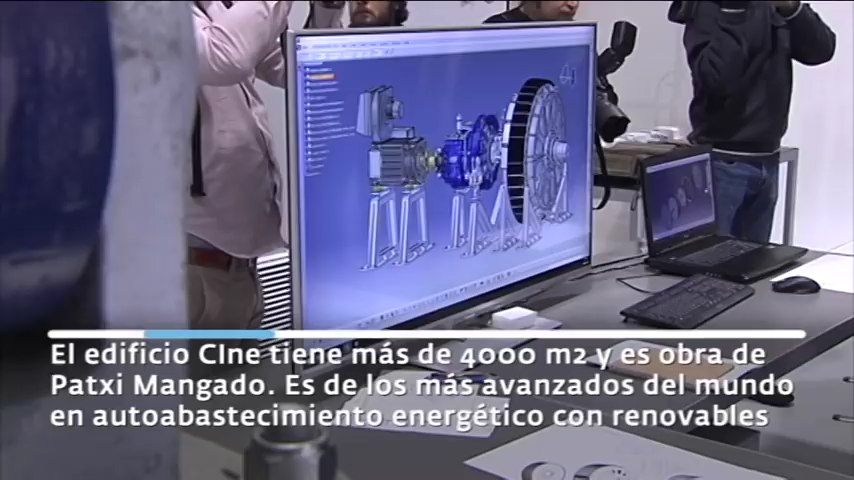 El edificio CIne tiene más de 4000 m2 y es obra de
Patxi Mangado. Es de los más avanzados del mundo
en autoabastecimiento energético con renovables